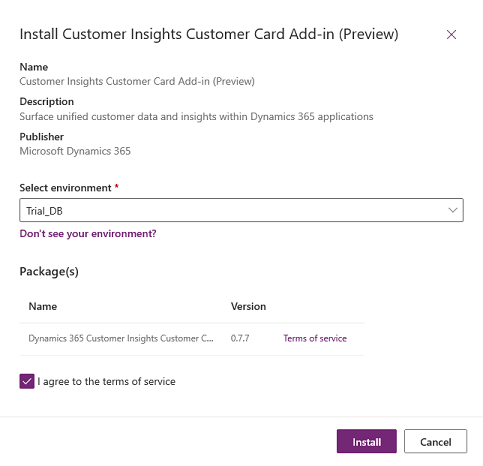 Install Customer Insights Customer Card Add-in (Preview)
Name
Customer Insights Customer Card Add-in (Preview)
Description
Surface unified customer data and insights within Dynamics 365 applications
Publisher
Microsoft Dynamics 365
Select environment *
Trial_DB
Don't see your environment?
Package(s)
Name Version
Dynamics 365 Customer Insights Customer C... 0.7.7 Terms of service
I agree to the terms of service
Install Cancel